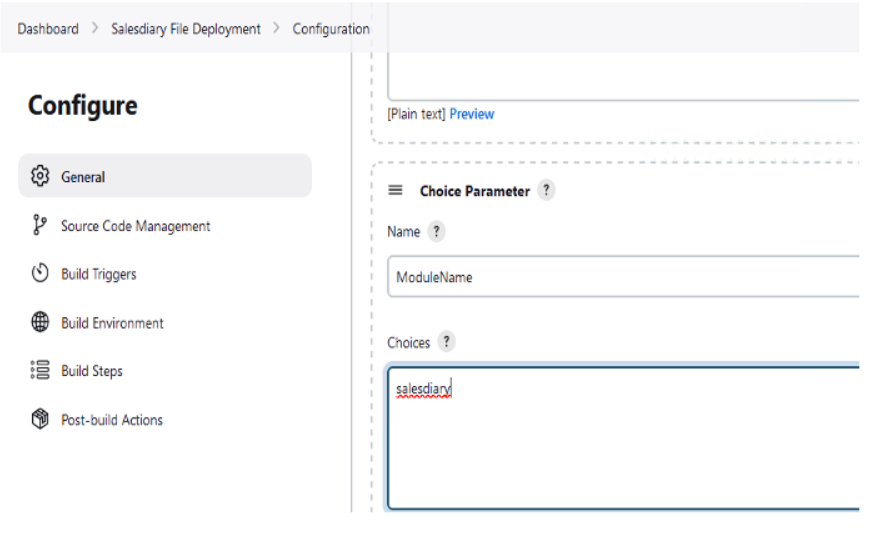 Dashboard > Salesdiary File Deployment > Configuration
Configure
General
Source Code Management
Build Triggers
Build Environment
Build Steps
Post-build Actions
[Plain text] Preview
Choice Parameter ?
Name ?
ModuleName
Choices ?
salesdiary